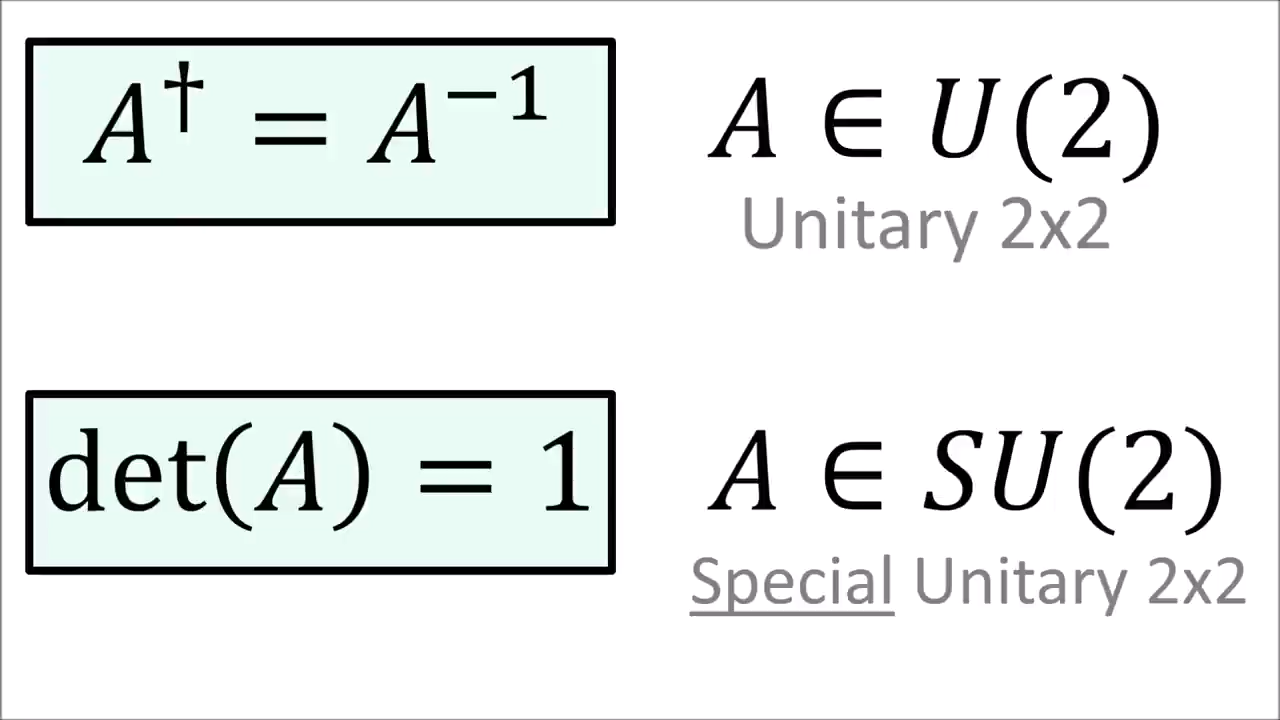 A† = A⁻¹
A ∈ U(2)
Unitary 2x2
det(A) = 1
A ∈ SU(2)
Special Unitary 2x2